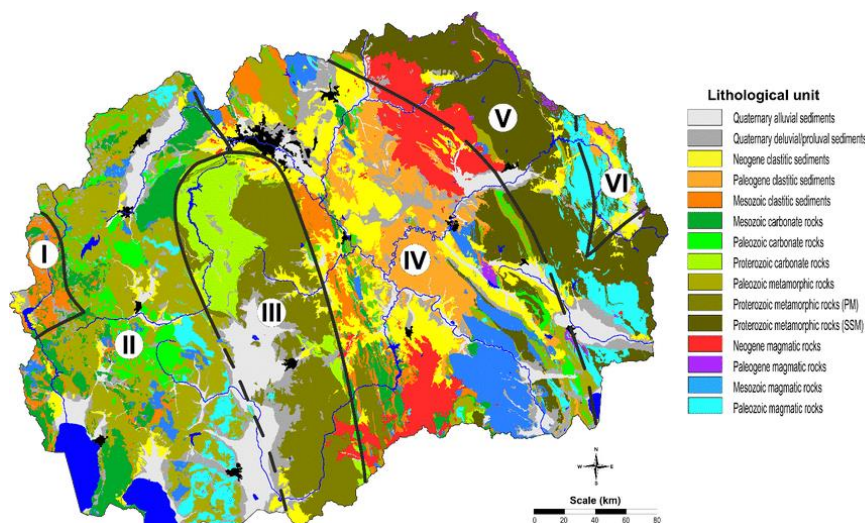 Lithological unit
Quaternary alluvial sediments
Quaternary deluvial/proluval sediments
Neogene clastitic sediments
Paleogene clastitic sediments
Mesozoic clastitic sediments
Mesozoic carbonate rocks
Paleozoic carbonate rocks
Proterozoic carbonate rocks
Paleozoic metamorphic rocks
Proterozoic metamorphic rocks (PM)
Proterozoic metamorphic rocks (SSM)
Neogene magmatic rocks
Paleogene magmatic rocks
Mesozoic magmatic rocks
Paleozoic magmatic rocks
I
II
III
IV
V
VI
N
W E
S
Scale (km)
0 20 40 60 80